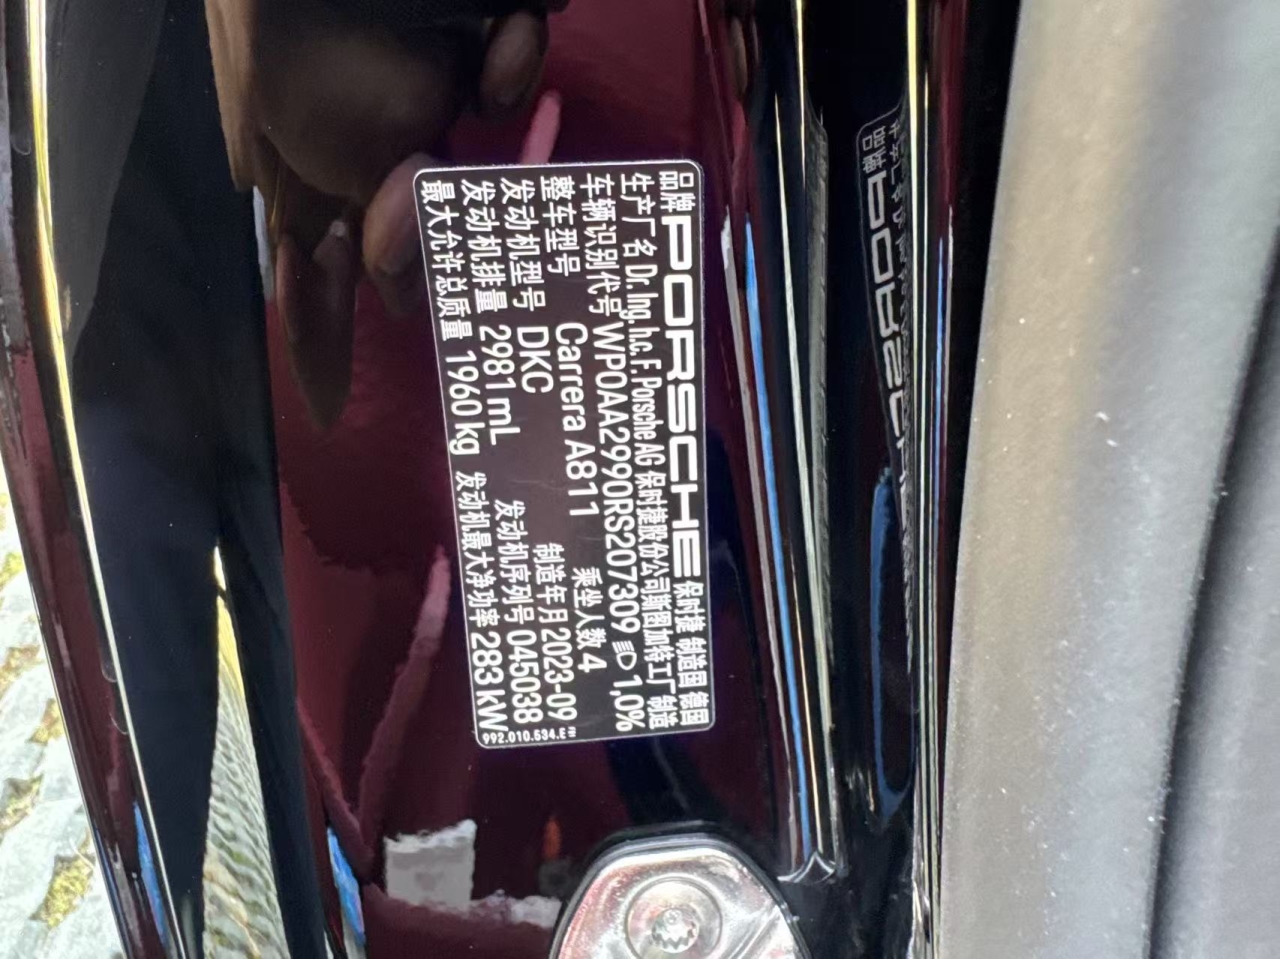 品牌 PORSCHE 保时捷 制造国 德国
生产厂名 Dr. Ing. h.c. F. Porsche AG 保时捷股份公司斯图加特工厂制造
车辆识别代号 WP0AA2990RS207309 1,0%
整车型号 Carrera A811 乘坐人数 4
发动机型号 DKC 制造年月 2023-09
发动机排量 2981 mL 发动机序列号 045038
最大允许总质量 1960 kg 发动机最大净功率 283 kW
992.010.534.E